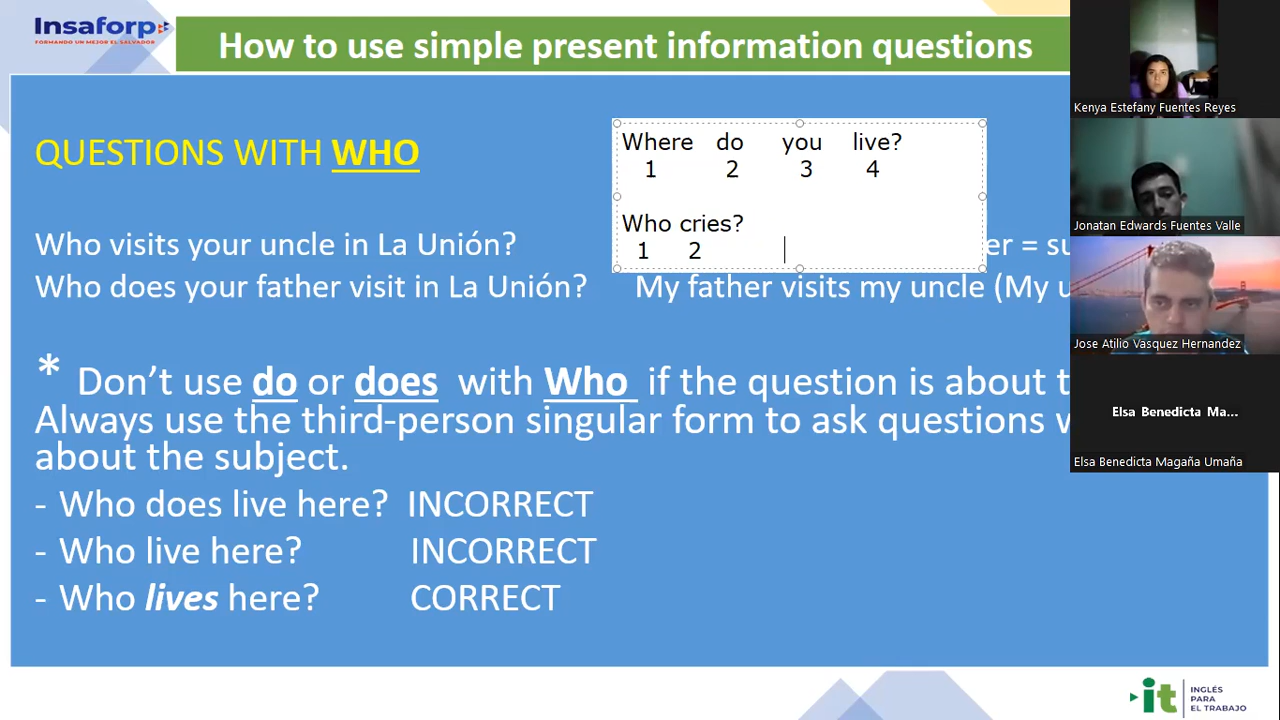 Insaforp
FORMANDO UN MEJOR EL SALVADOR
How to use simple present information questions
QUESTIONS WITH WHO
Where do you live?
1 2 3 4
Who cries?
1 2
Who visits your uncle in La Unión?
er = su
Who does your father visit in La Unión? My father visits my uncle (My u
* Don’t use do or does with Who if the question is about t
Always use the third-person singular form to ask questions w
about the subject.
- Who does live here? INCORRECT
- Who live here? INCORRECT
- Who lives here? CORRECT
Kenya Estefany Fuentes Reyes
Jonatan Edwards Fuentes Valle
Jose Atilio Vasquez Hernandez
Elsa Benedicta Ma...
Elsa Benedicta Magaña Umaña
it INGLÉS
PARA
EL TRABAJO